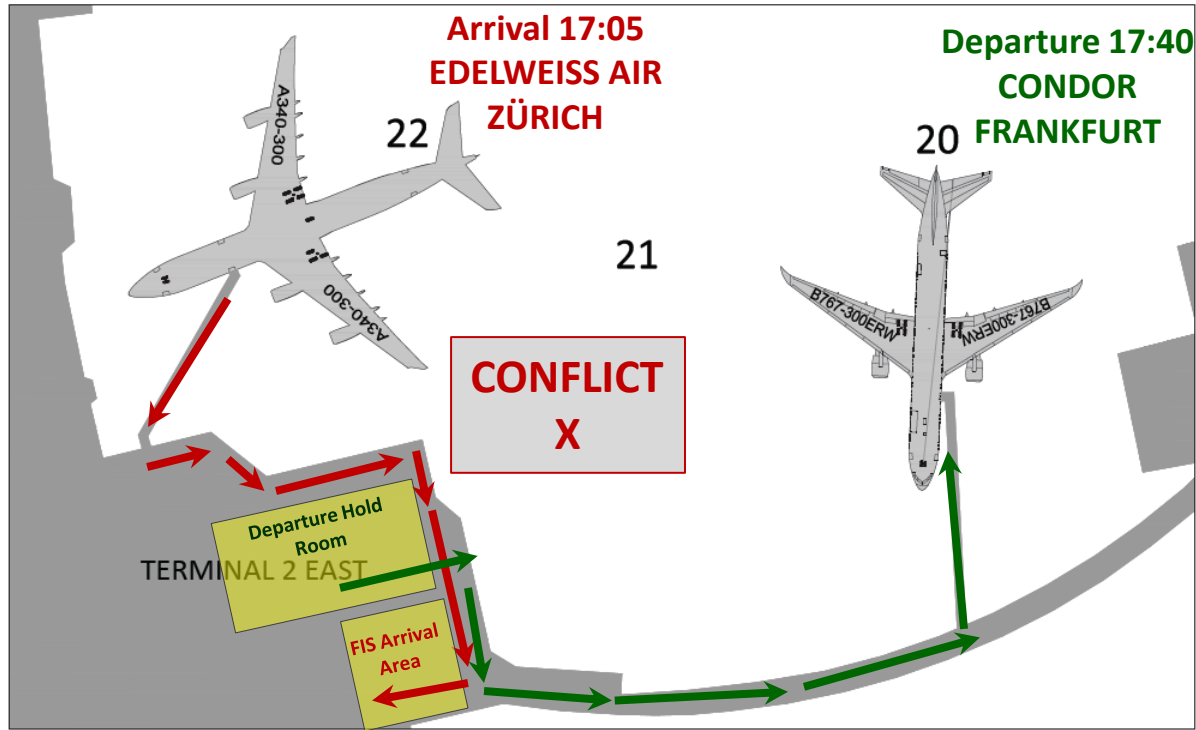 Arrival 17:05
EDELWEISS AIR
ZÜRICH
Departure 17:40
CONDOR
FRANKFURT
22
20
21
A340-300
A340-300
B767-300ERW
B767-300ERW
CONFLICT
X
Departure Hold
Room
TERMINAL 2 EAST
FIS Arrival
Area